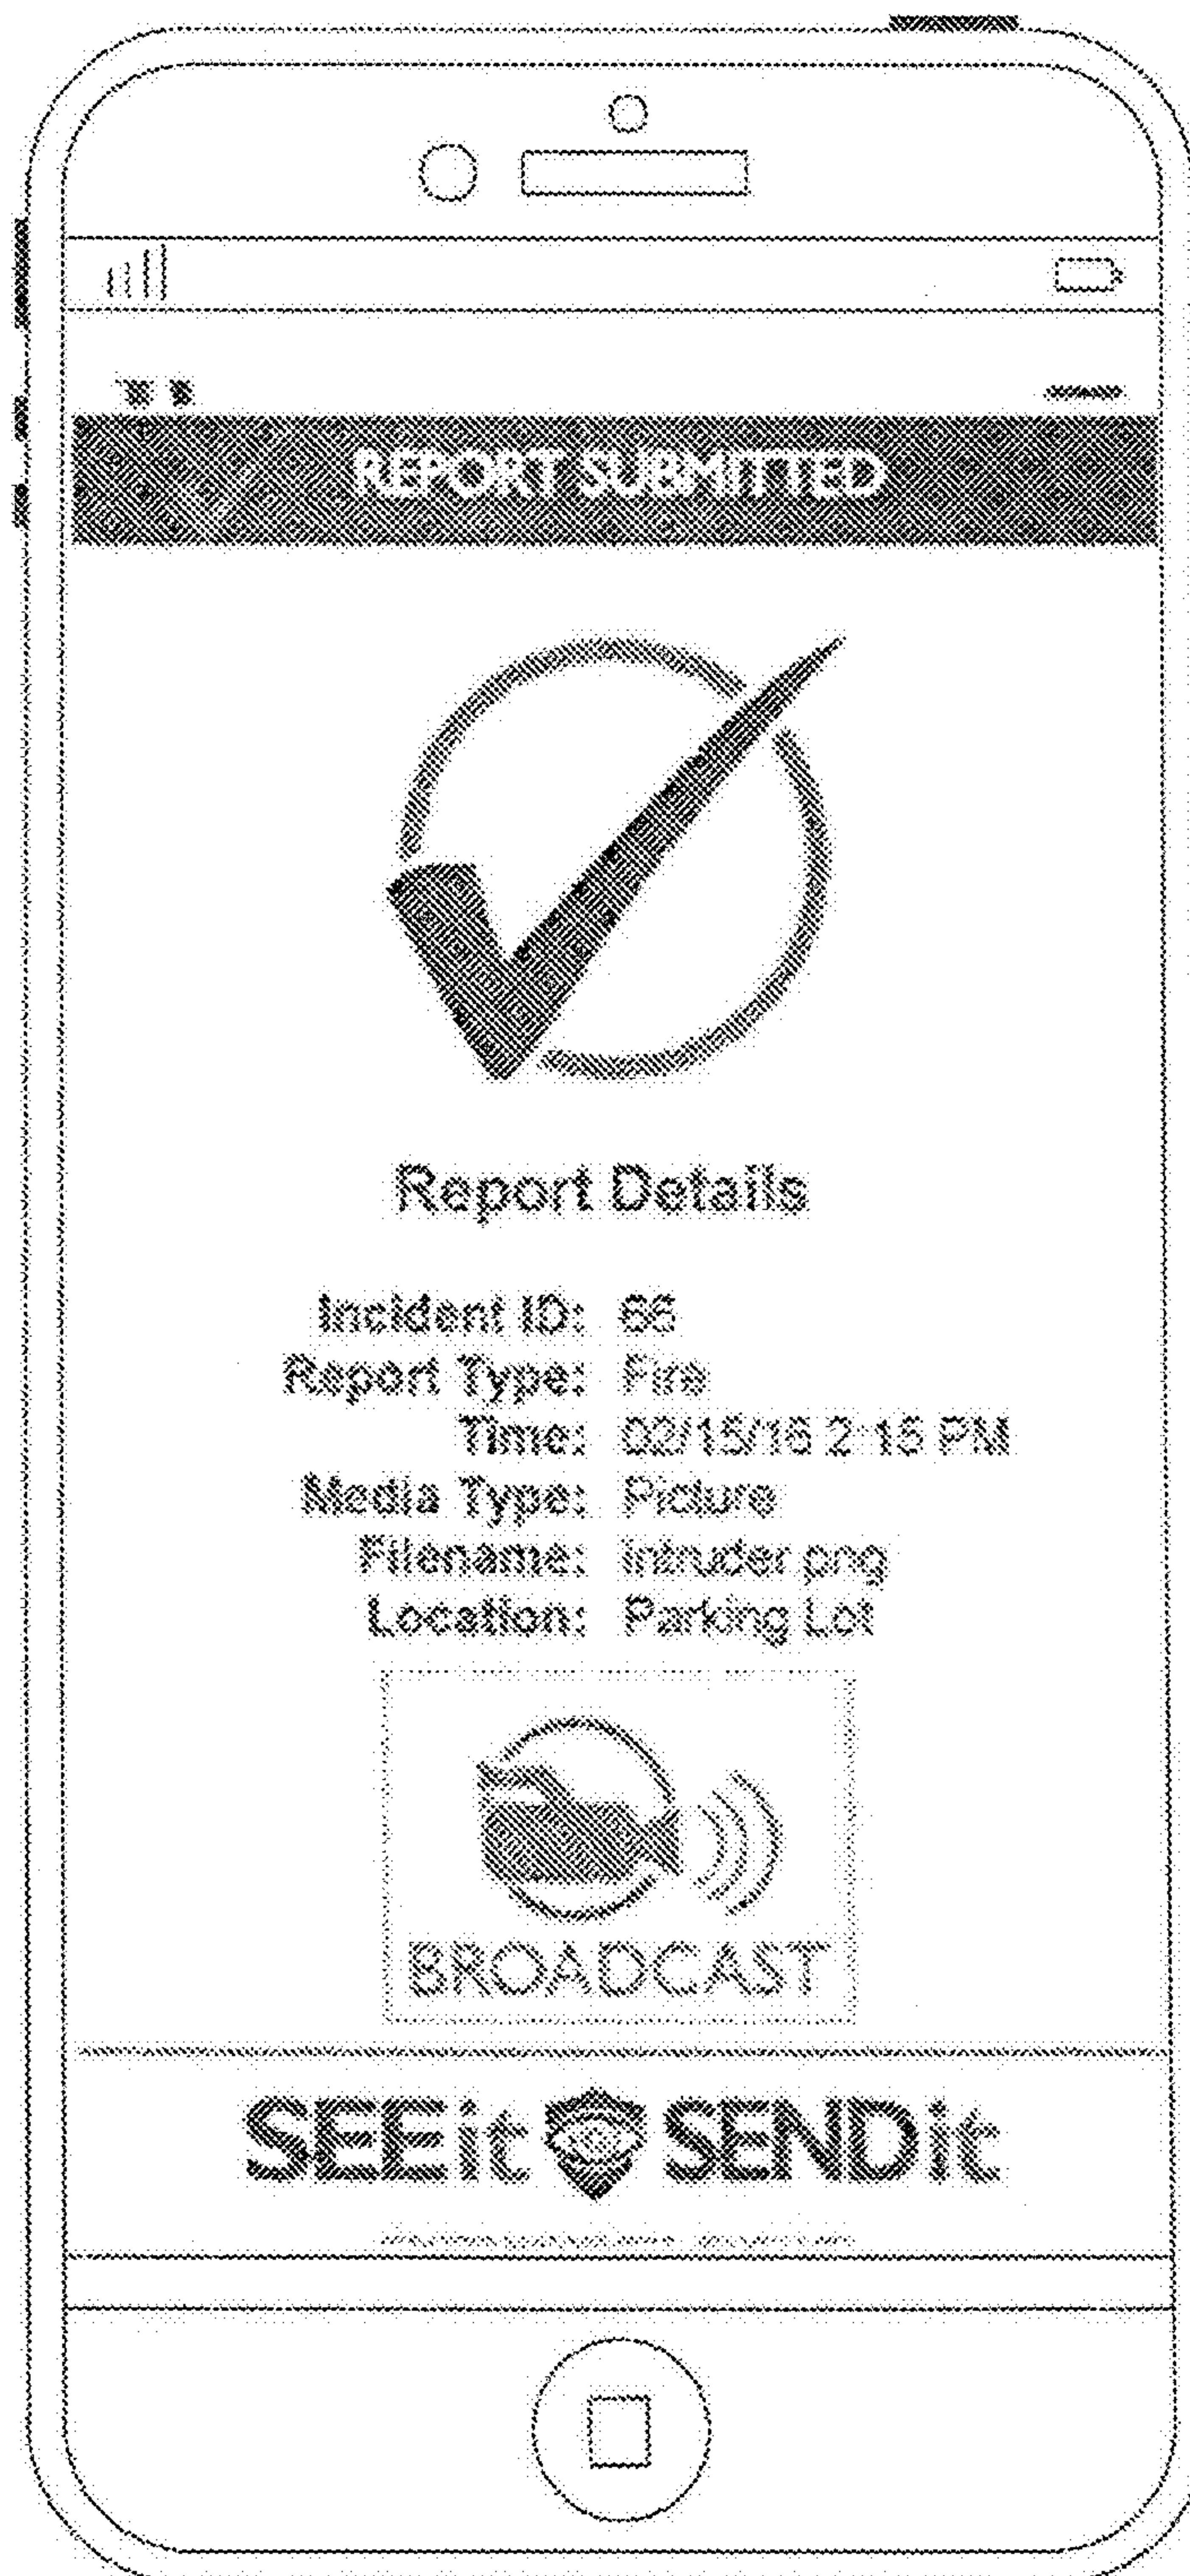 REPORT SUBMITTED
Report Details
Incident ID: 66
Report Type: Fire
Time: 02/15/16 2:15 PM
Media Type: Picture
Filename: intruder.png
Location: Parking Lot
BROADCAST
SEEit SENDit